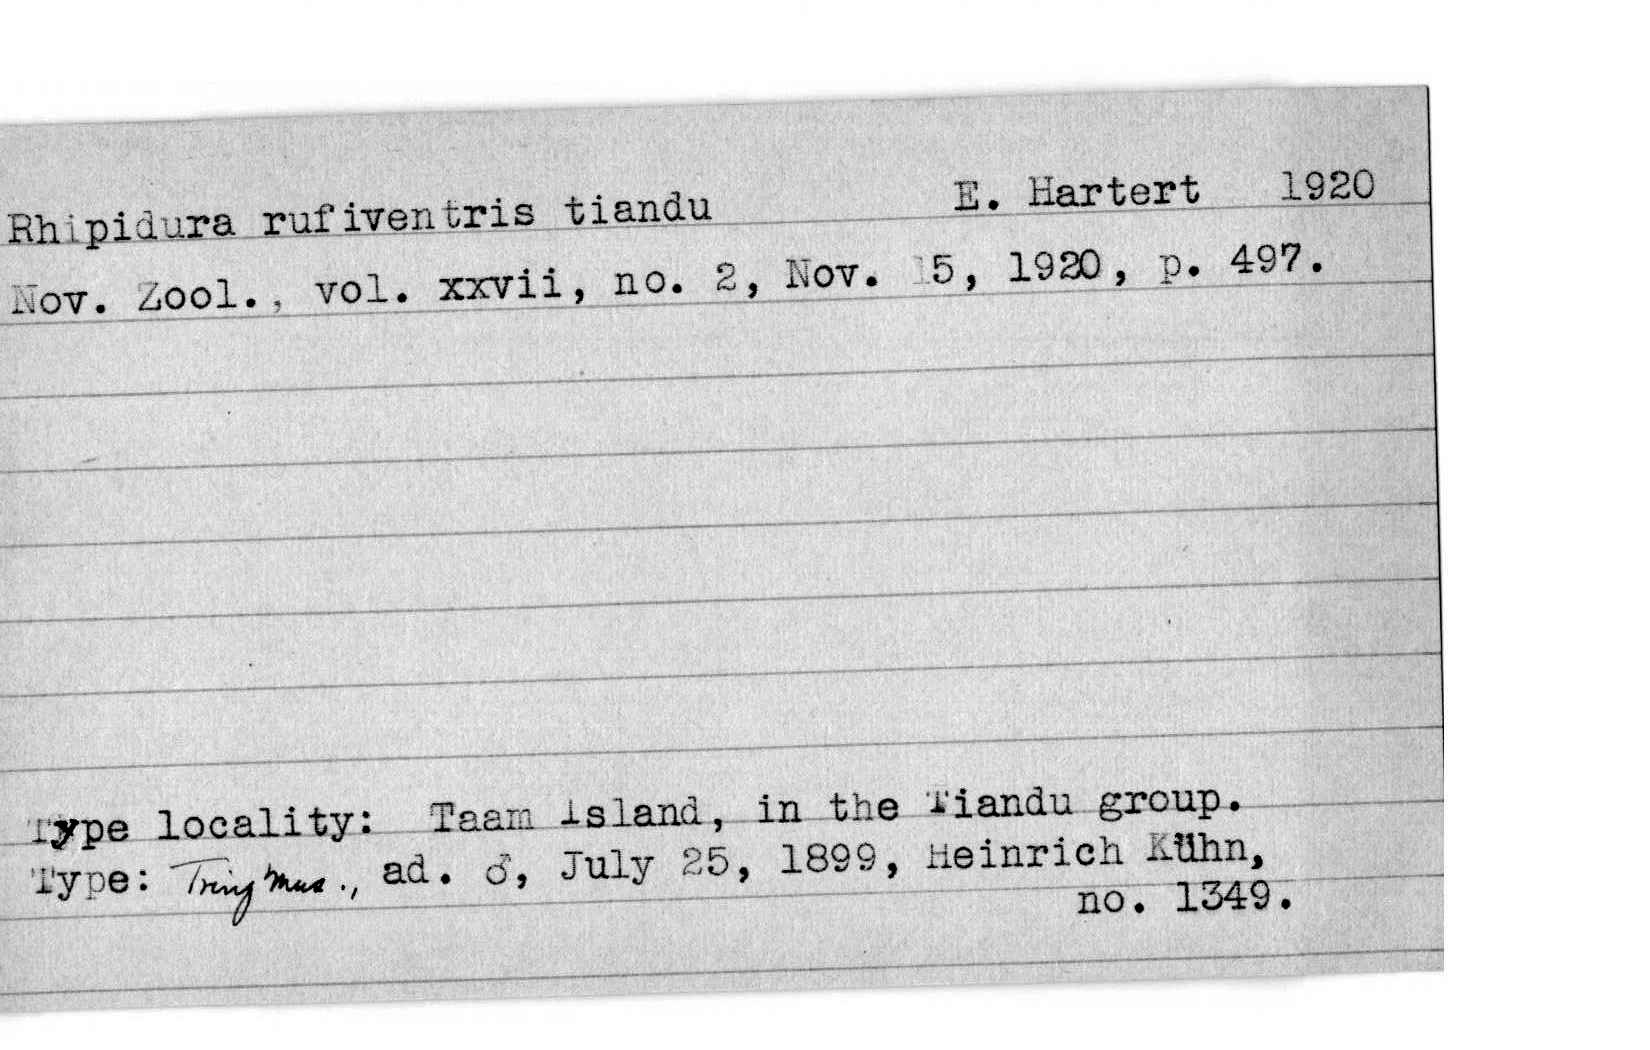 Rhipidura rufiventris tiandu E. Hartert 1920
Nov. Zool., vol. xxvii, no. 2, Nov. 15, 1920, p. 497.
Type locality: Taam Island, in the Tiandu group.
Type: Tring Mus., ad. ♂, July 25, 1899, Heinrich Kühn,
no. 1349.